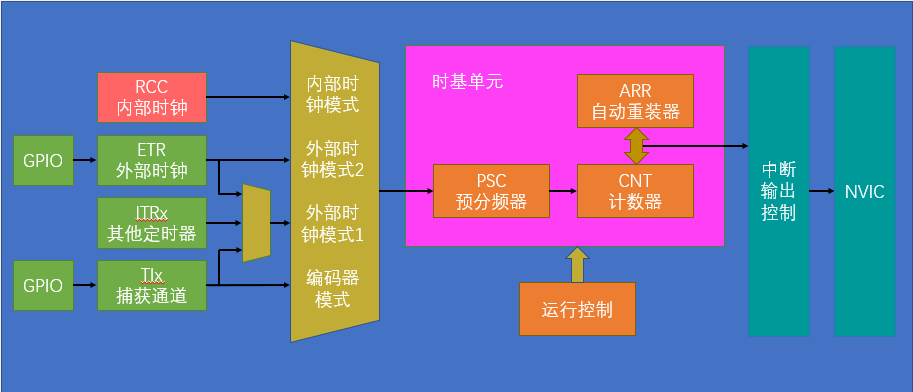 RCC
内部时钟
GPIO
ETR
外部时钟
ITRx
其他定时器
GPIO
TIx
捕获通道
内部时
钟模式
外部时
钟模式2
外部时
钟模式1
编码器
模式
时基单元
ARR
自动重装器
PSC
预分频器
CNT
计数器
运行控制
中断
输出
控制
NVIC